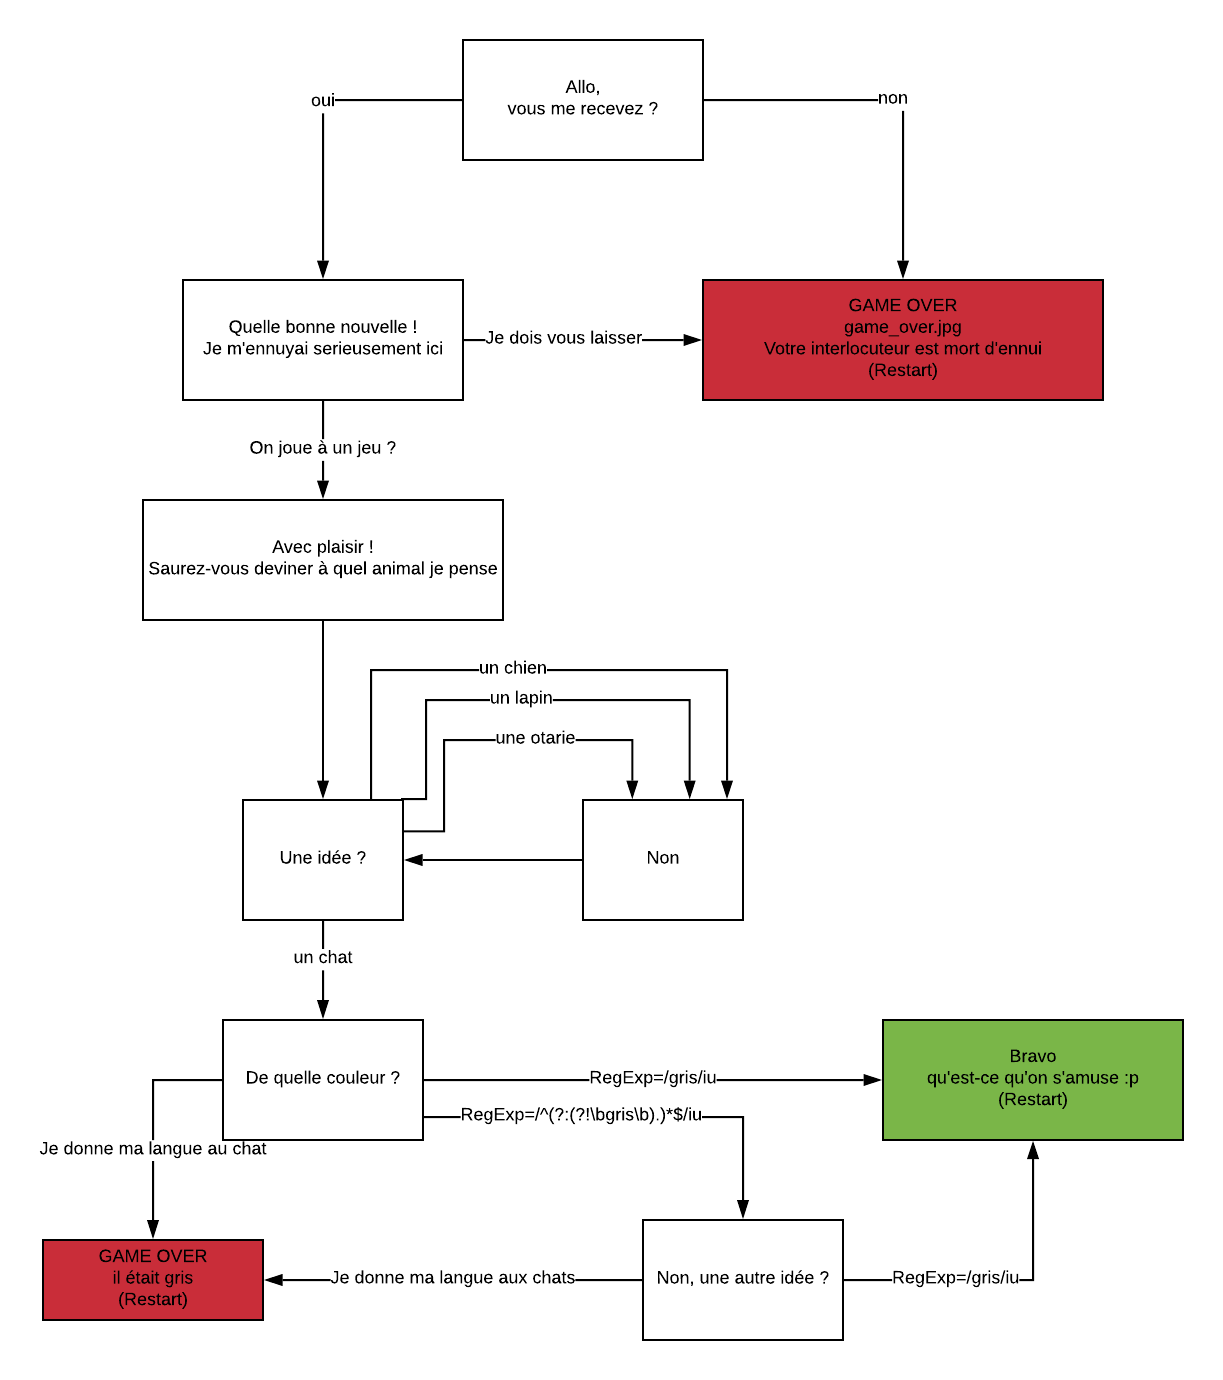 Allo,
vous me recevez ?
oui
non
Quelle bonne nouvelle !
Je m'ennuyai serieusement ici
Je dois vous laisser
GAME OVER
game_over.jpg
Votre interlocuteur est mort d'ennui
(Restart)
On joue à un jeu ?
Avec plaisir !
Saurez-vous deviner à quel animal je pense
un chien
un lapin
une otarie
Une idée ?
Non
un chat
De quelle couleur ?
RegExp=/gris/iu
RegExp=/^(?:(?!\bgris\b).)*$/iu
Bravo
qu'est-ce qu'on s'amuse :p
(Restart)
Je donne ma langue au chat
GAME OVER
il était gris
(Restart)
Je donne ma langue aux chats
Non, une autre idée ?
RegExp=/gris/iu